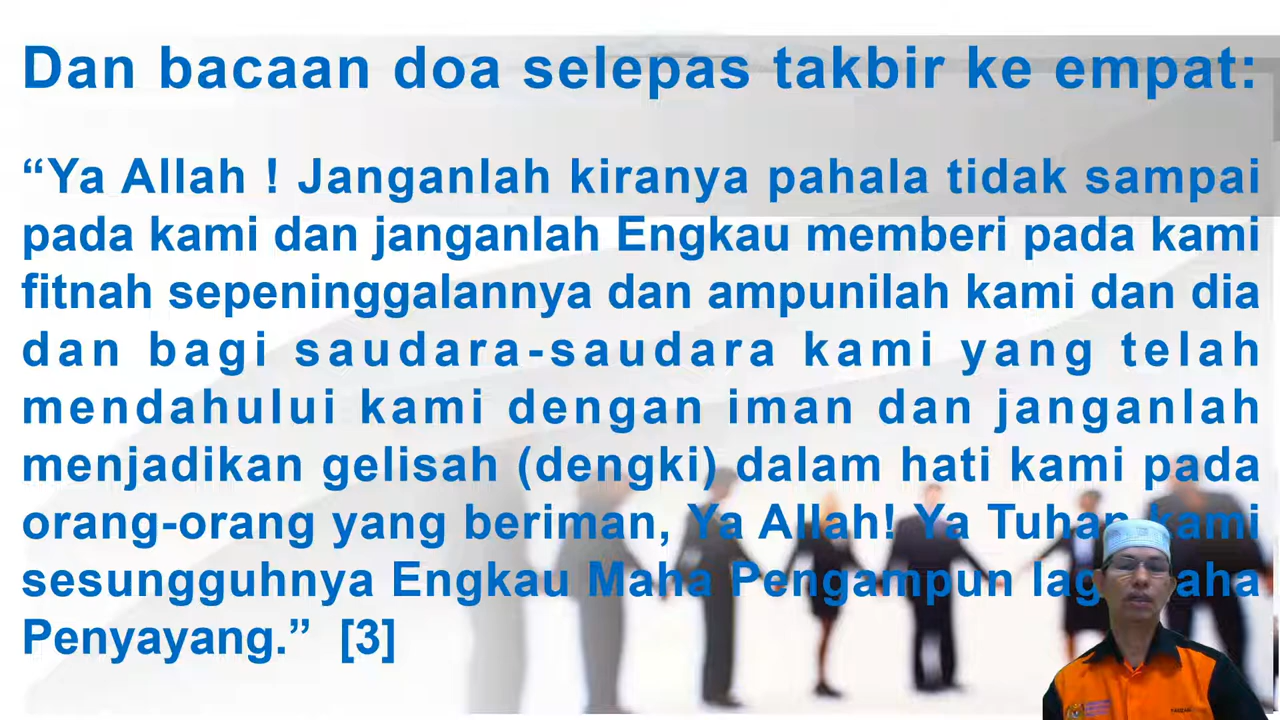 Dan bacaan doa selepas takbir ke empat:
“Ya Allah ! Janganlah kiranya pahala tidak sampai
pada kami dan janganlah Engkau memberi pada kami
fitnah sepeninggalannya dan ampunilah kami dan dia
dan bagi saudara-saudara kami yang telah
mendahului kami dengan iman dan janganlah
menjadikan gelisah (dengki) dalam hati kami pada
orang-orang yang beriman, Ya Allah! Ya Tuhan kami
sesungguhnya Engkau Maha Pengampun lagi Maha
Penyayang.” [3]